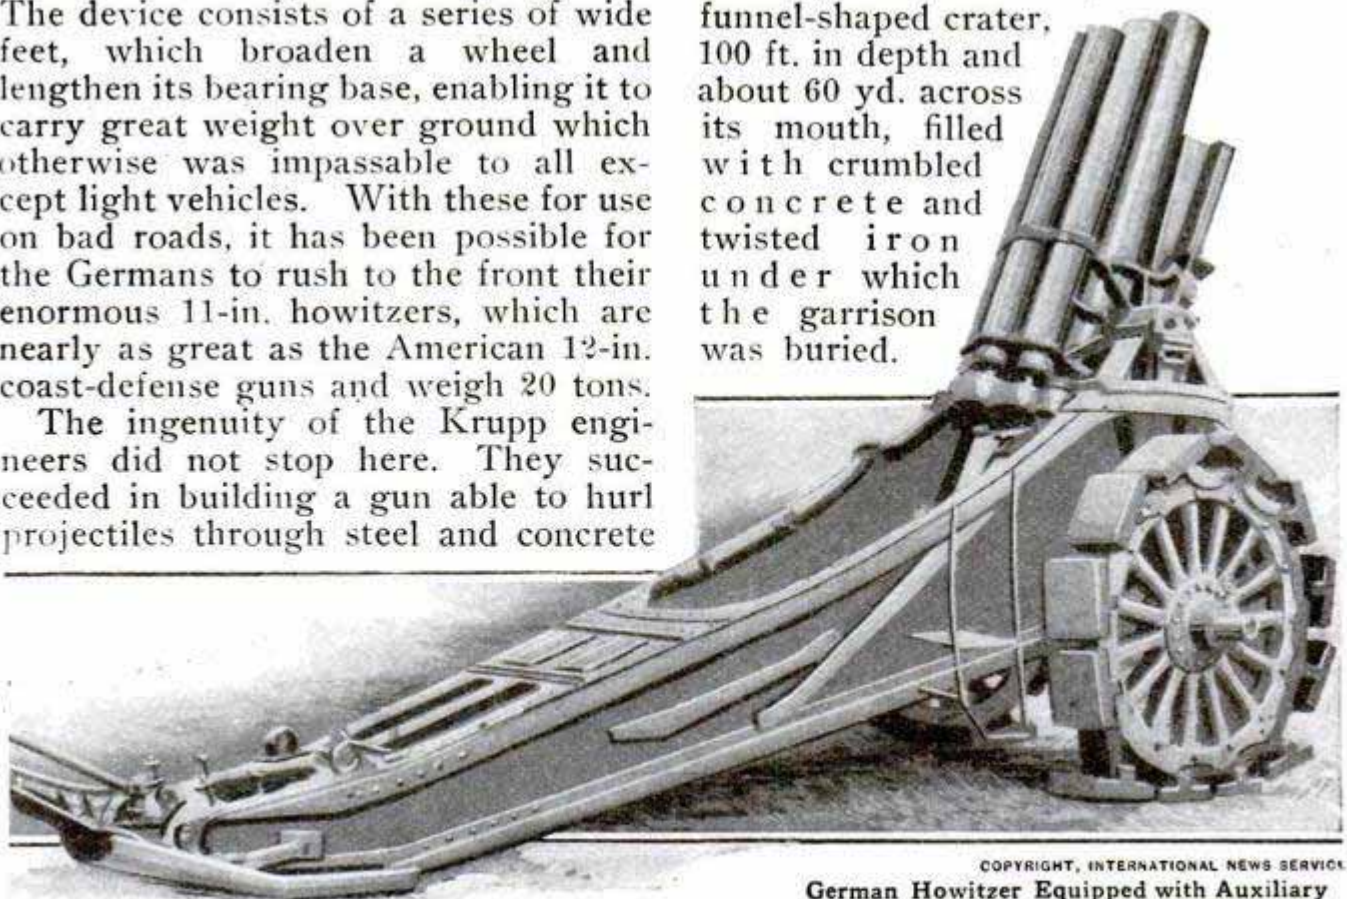 The device consists of a series of wide
feet, which broaden a wheel and
lengthen its bearing base, enabling it to
carry great weight over ground which
otherwise was impassable to all ex-
cept light vehicles. With these for use
on bad roads, it has been possible for
the Germans to rush to the front their
enormous 11-in. howitzers, which are
nearly as great as the American 12-in.
coast-defense guns and weigh 20 tons.
The ingenuity of the Krupp engi-
neers did not stop here. They suc-
ceeded in building a gun able to hurl
projectiles through steel and concrete
funnel-shaped crater,
100 ft. in depth and
about 60 yd. across
its mouth, filled
with crumbled
concrete and
twisted iron
under which
the garrison
was buried.
COPYRIGHT, INTERNATIONAL NEWS SERVICE
German Howitzer Equipped with Auxiliary